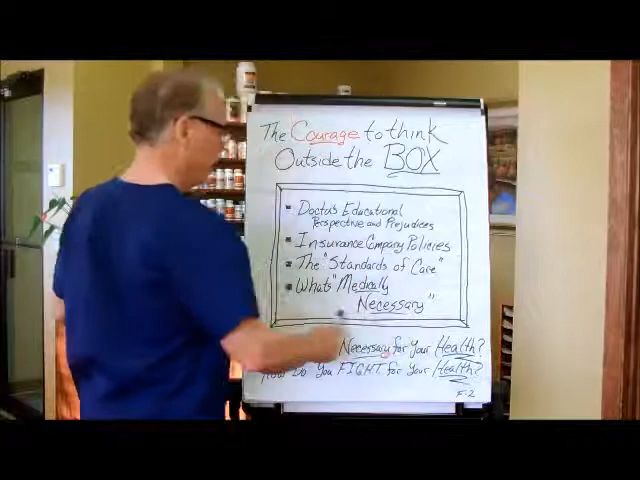 The Courage to think
Outside the BOX
Doctor's Educational
Perspective and Prejudices
Insurance Company Policies
The "Standards of Care"
Whats "Medically
Necessary"
Necessary for your Health?
How Do You FIGHT for your Health?
F-2